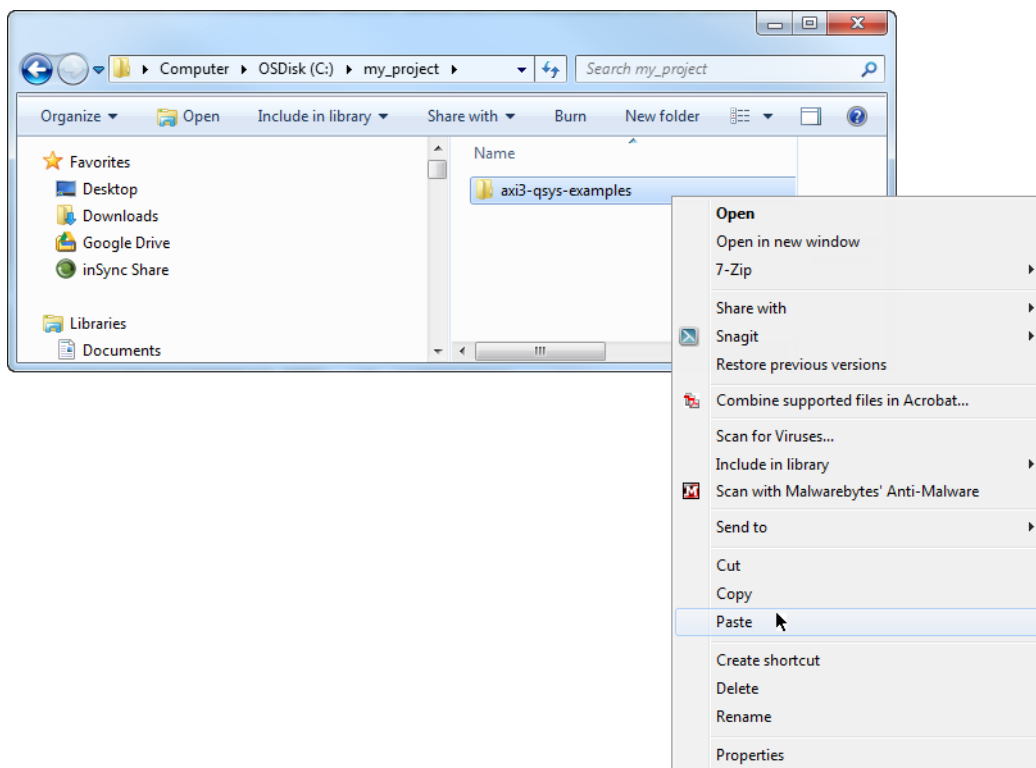 Computer OSDisk (C:) my_project
Search my_project
Organize Open Include in library Share with Burn New folder
Favorites
Desktop
Downloads
Google Drive
inSync Share
Libraries
Documents
Name
axi3-qsys-examples
Open
Open in new window
7-Zip
Share with
Snagit
Restore previous versions
Combine supported files in Acrobat...
Scan for Viruses...
Include in library
Scan with Malwarebytes' Anti-Malware
Send to
Cut
Copy
Paste
Create shortcut
Delete
Rename
Properties